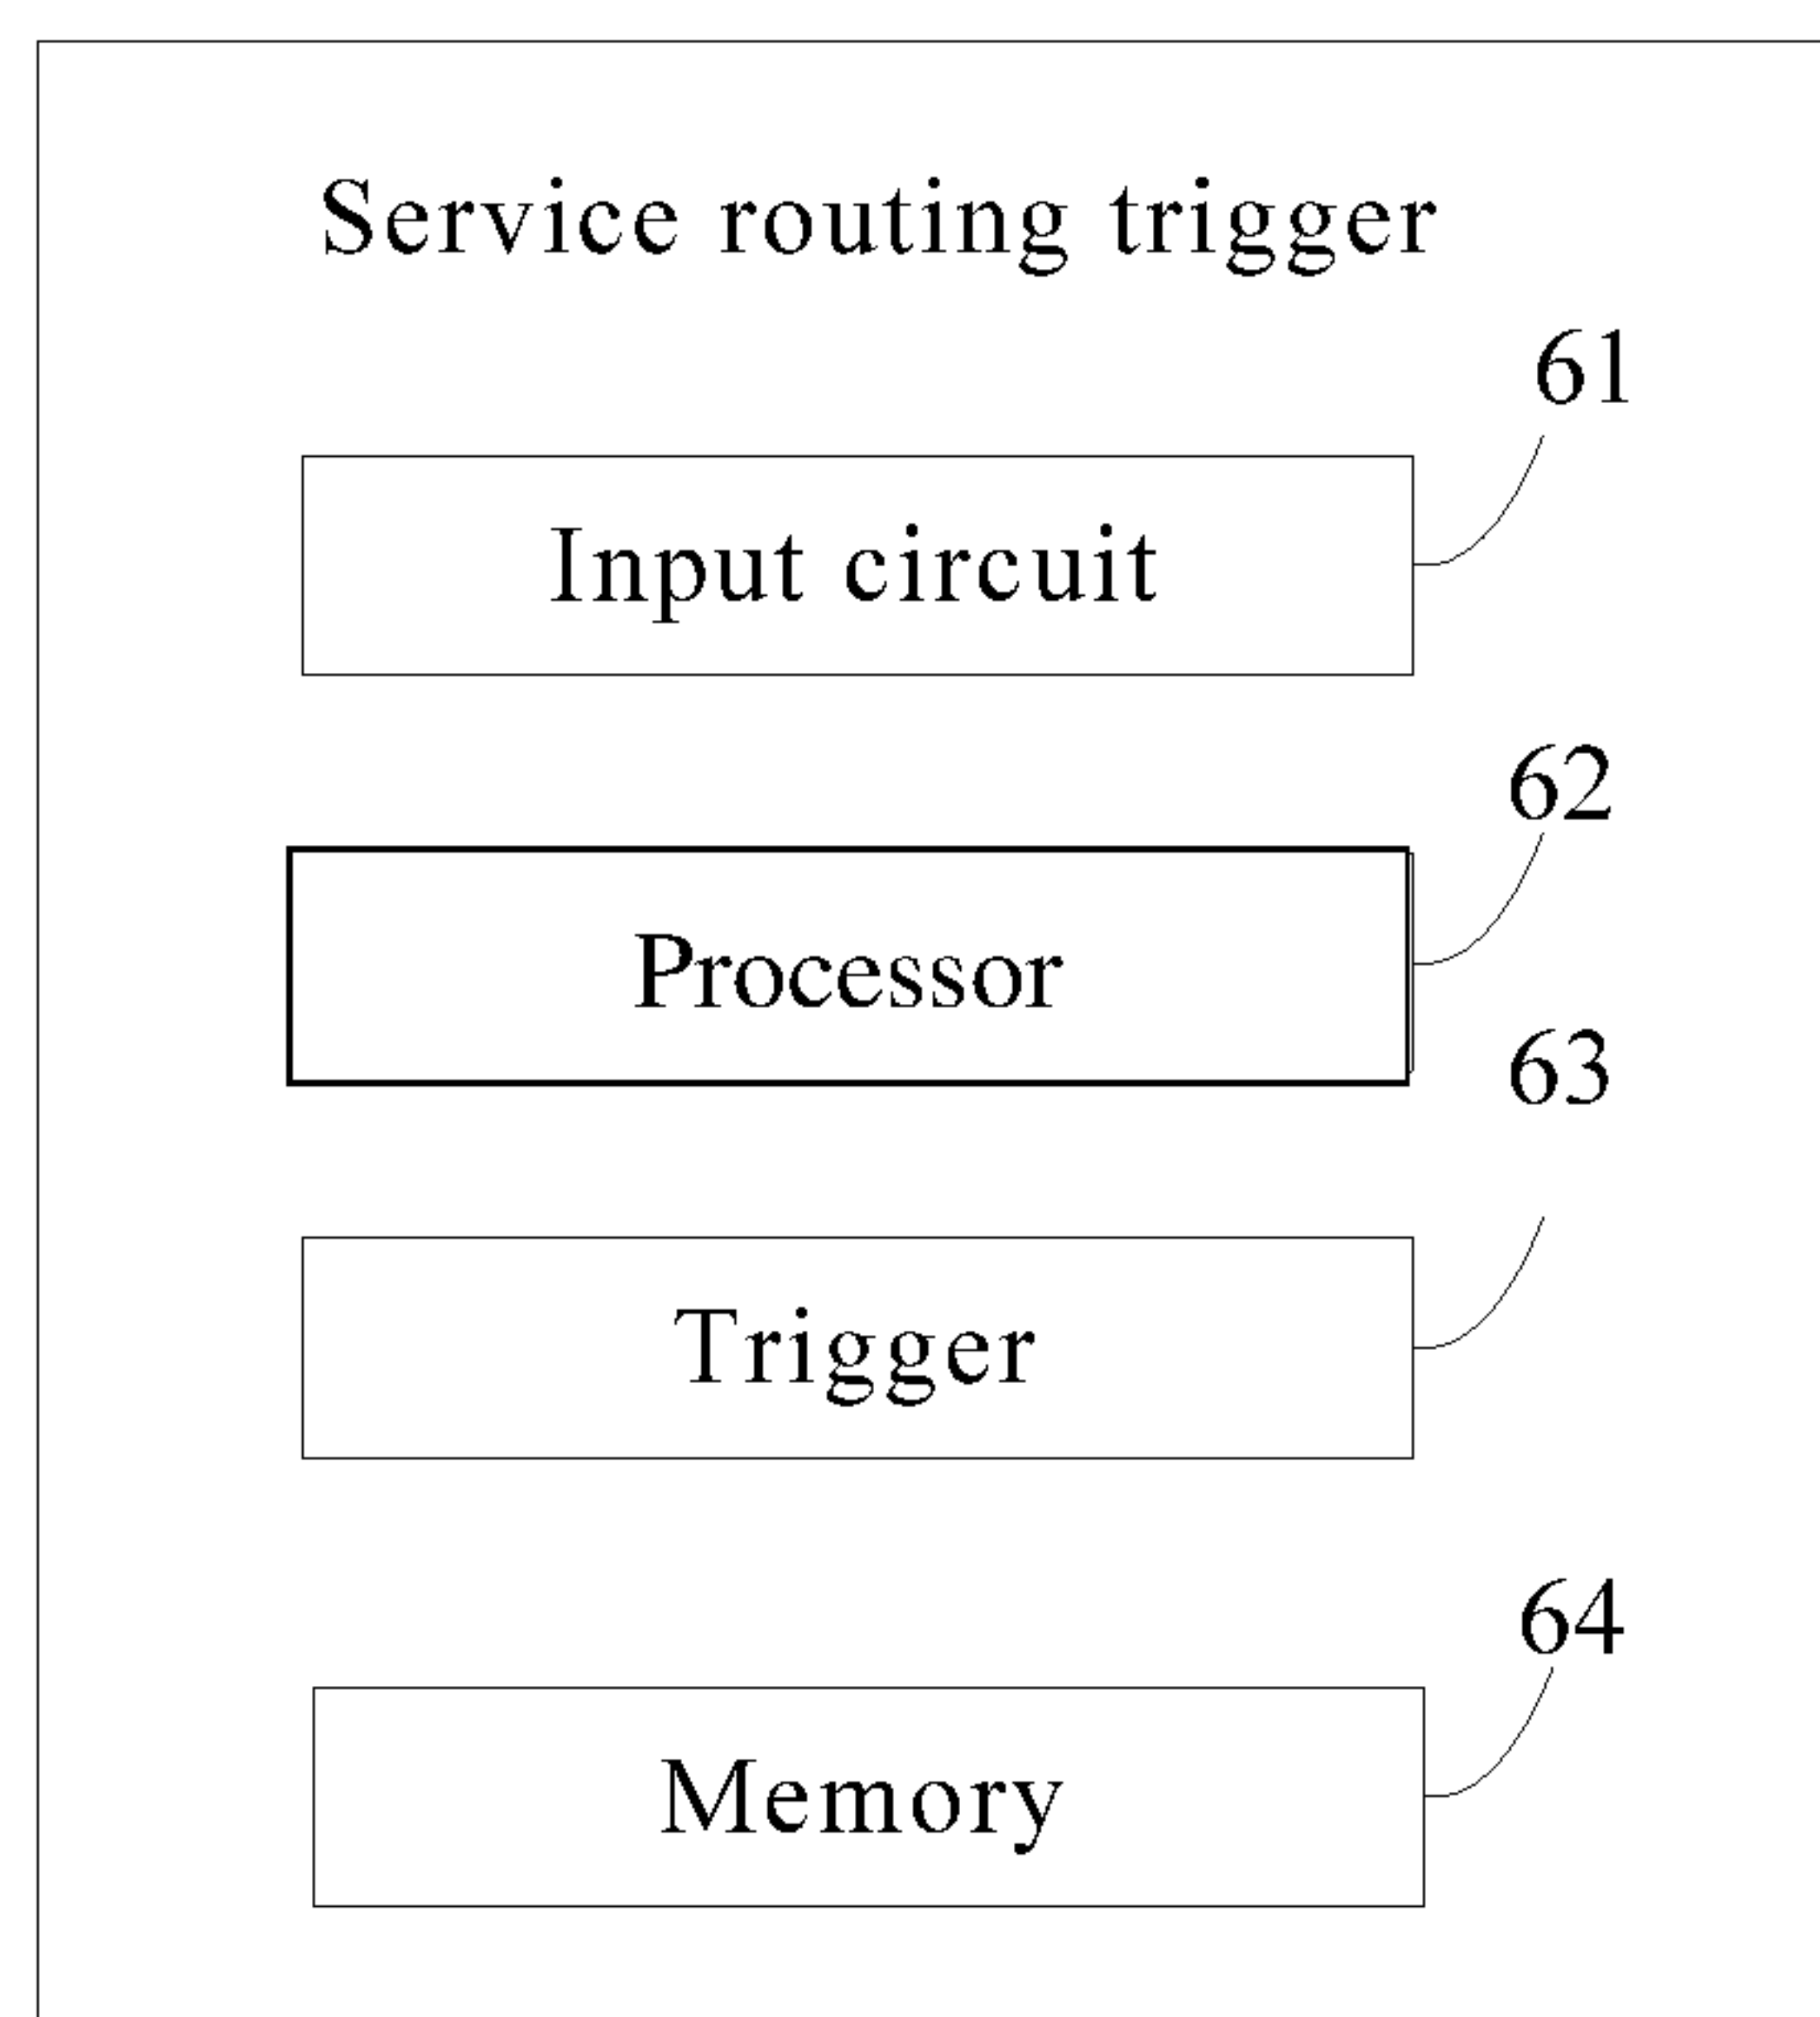 Service routing trigger
61
Input circuit
62
Processor
63
Trigger
64
Memory